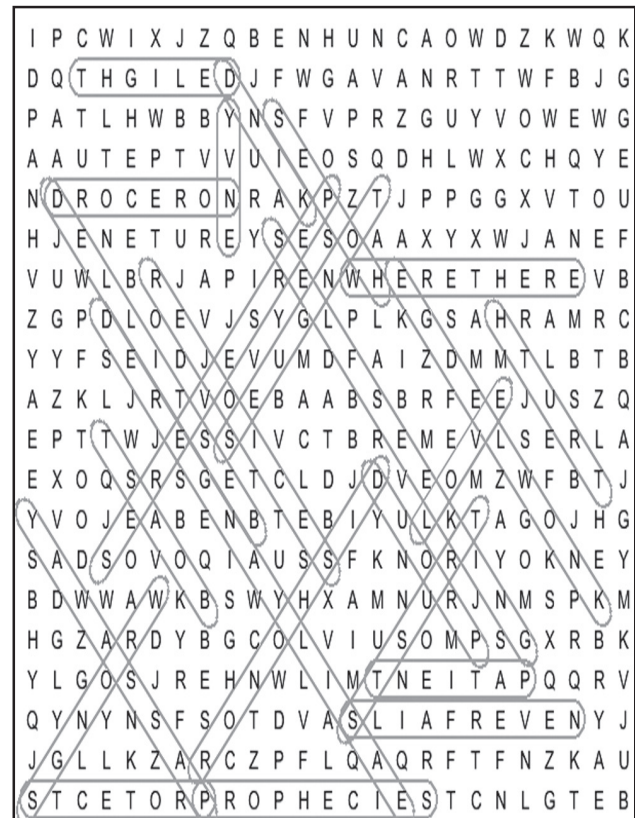 I P C W I X J Z Q B E N H U N C A O W D Z K W Q K
D Q T H G I L E D J F W G A V A N R T T W F B J G
P A T L H W B B Y N S F V P R Z G U Y V O W E W G
A A U T E P T V V U I E O S Q D H L W X C H Q Y E
N D R O C E R O N R A K P Z T J P P G G X V T O U
H J E N E T U R E Y S E S O A A X Y X W J A N E F
V U W L B R J A P I R E N W H E R E T H E R E V B
Z G P D L O E V J S Y G L P L K G S A H R A M R C
Y Y F S E I D J E V U M D F A I Z D M M T L B T B
A Z K L J R T V O E B A A B S B R F E E J U S Z Q
E P T T W J E S S I V C T B R E M E V L S E R L A
E X O Q S R S G E T C L D J D V E O M Z W F B T J
Y V O J E A B E N B T E B I Y U L K T A G O J H G
S A D S O V O Q I A U S S F K N O R I Y O K N E Y
B D W W A W K B S W Y H X A M N U R J N M S P K M
H G Z A R D Y B G C O L V I U S O M P S G X R B K
Y L G O S J R E H N W L I M T N E I T A P Q Q R V
Q Y N Y N S F S O T D V A S L I A F R E V E N Y J
J G L L K Z A R C Z P F L Q A Q R F T F N Z K A U
S T C E T O R P R O P H E C I E S T C N L G T E B